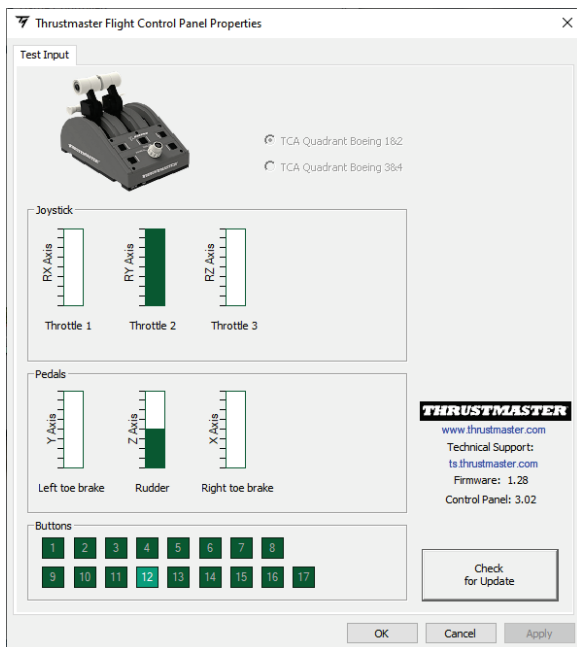 Thrustmaster Flight Control Panel Properties
Test Input
TCA Quadrant Boeing 1&2
TCA Quadrant Boeing 3&4
Joystick
RX Axis
RY Axis
RZ Axis
Throttle 1
Throttle 2
Throttle 3
Pedals
Y Axis
Z Axis
X Axis
Left toe brake
Rudder
Right toe brake
THRUSTMASTER
www.thrustmaster.com
Technical Support:
ts.thrustmaster.com
Firmware: 1.28
Control Panel: 3.02
Buttons
1 2 3 4 5 6 7 8
9 10 11 12 13 14 15 16 17
Check
for Update
OK
Cancel
Apply